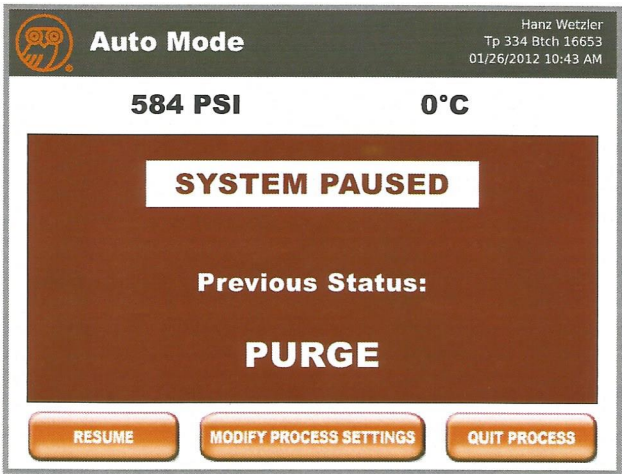 Auto Mode
Hanz Wetzler
Tp 334 Btch 16653
01/26/2012 10:43 AM
584 PSI 0°C
SYSTEM PAUSED
Previous Status:
PURGE
RESUME MODIFY PROCESS SETTINGS QUIT PROCESS